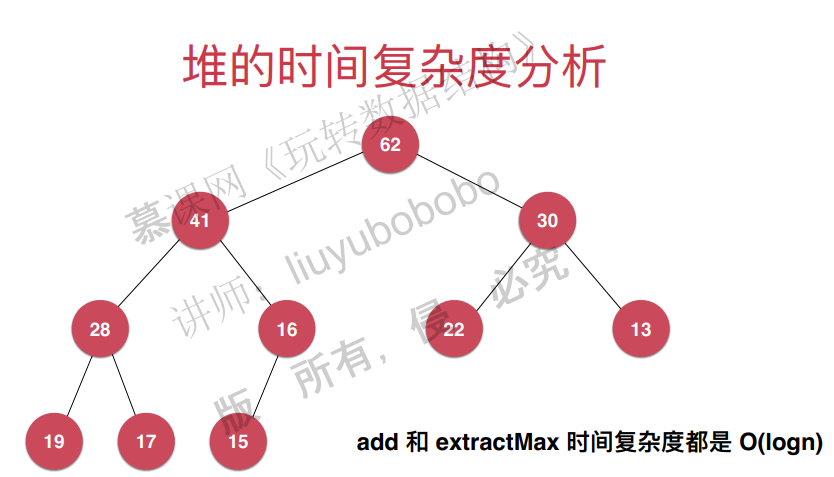 堆的时间复杂度分析
62
41
30
28
16
22
13
19
17
15
add 和 extractMax 时间复杂度都是 O(logn)
慕课网《玩转数据结构》
讲师：liuyubobobo
版 所有，侵 必究